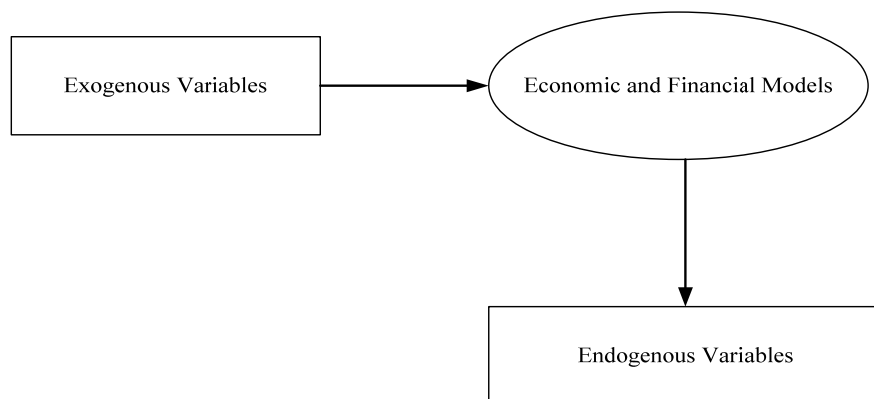 Exogenous Variables
Economic and Financial Models
Endogenous Variables